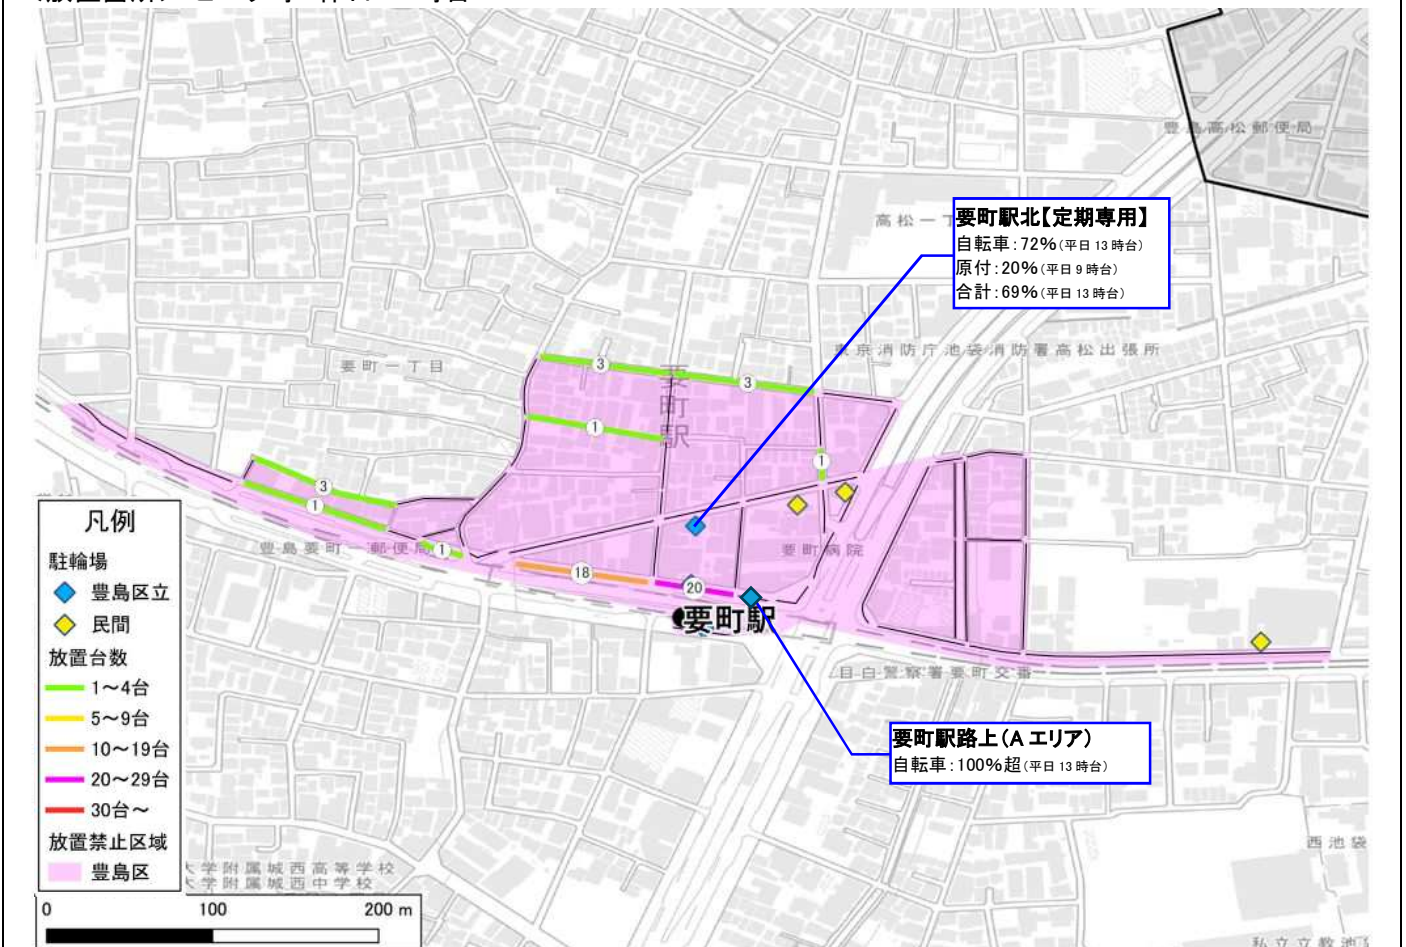 豊島高松郵便局
高松一丁
要町駅北【定期専用】
自転車:72%(平日 13 時台)
原付:20%(平日 9 時台)
合計:69%(平日 13 時台)
東京消防庁池袋消防署高松出張所
要町一丁目
3
3
要町駅
1
1
3
1
凡例
駐輪場
豊島区立
民間
放置台数
1～4台
5～9台
10～19台
20～29台
30台～
放置禁止区域
豊島区
豊島要町一郵便局
1
要町病院
18
20
要町駅
目白警察署要町交番
要町駅路上(A エリア)
自転車:100%超(平日 13 時台)
西池袋
大学附属城西高等学校
大学附属城西中学校
0 100 200 m
私立立教池